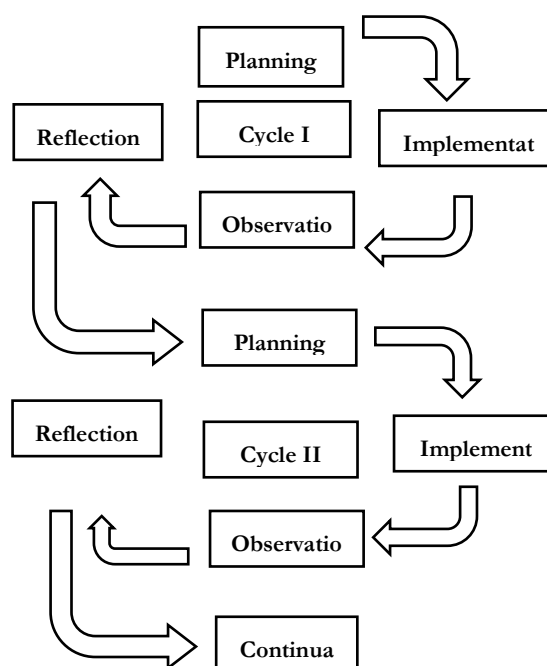 Planning
Reflection
Cycle I
Implementat
Observatio
Planning
Reflection
Cycle II
Implement
Observatio
Continua